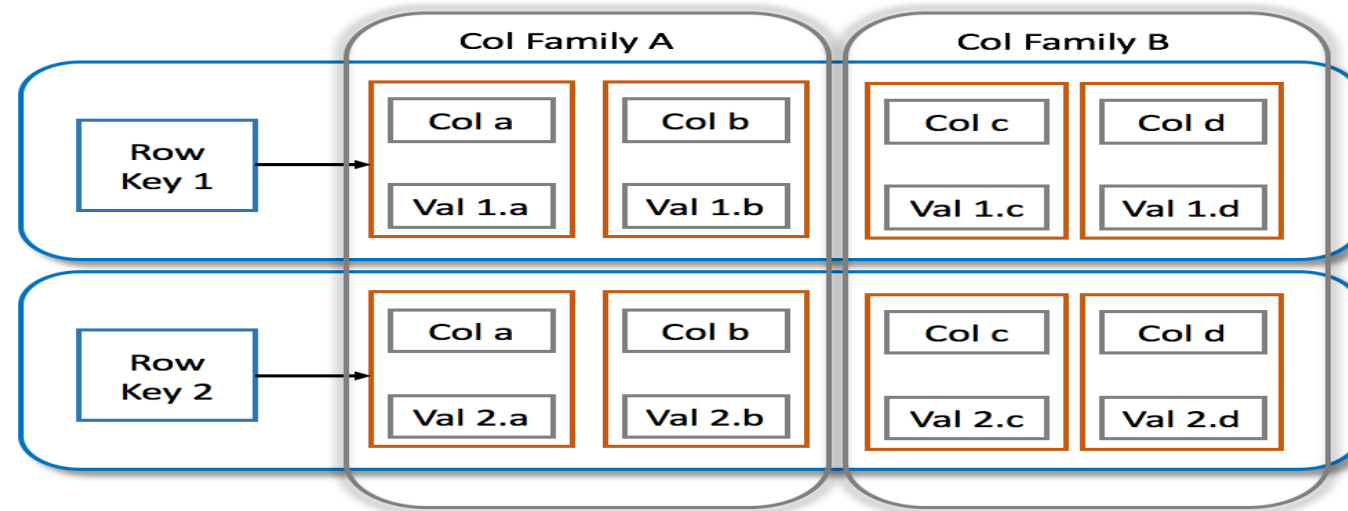 Col Family A
Col Family B
Row
Key 1
Col a
Col b
Col c
Col d
Val 1.a
Val 1.b
Val 1.c
Val 1.d
Row
Key 2
Col a
Col b
Col c
Col d
Val 2.a
Val 2.b
Val 2.c
Val 2.d